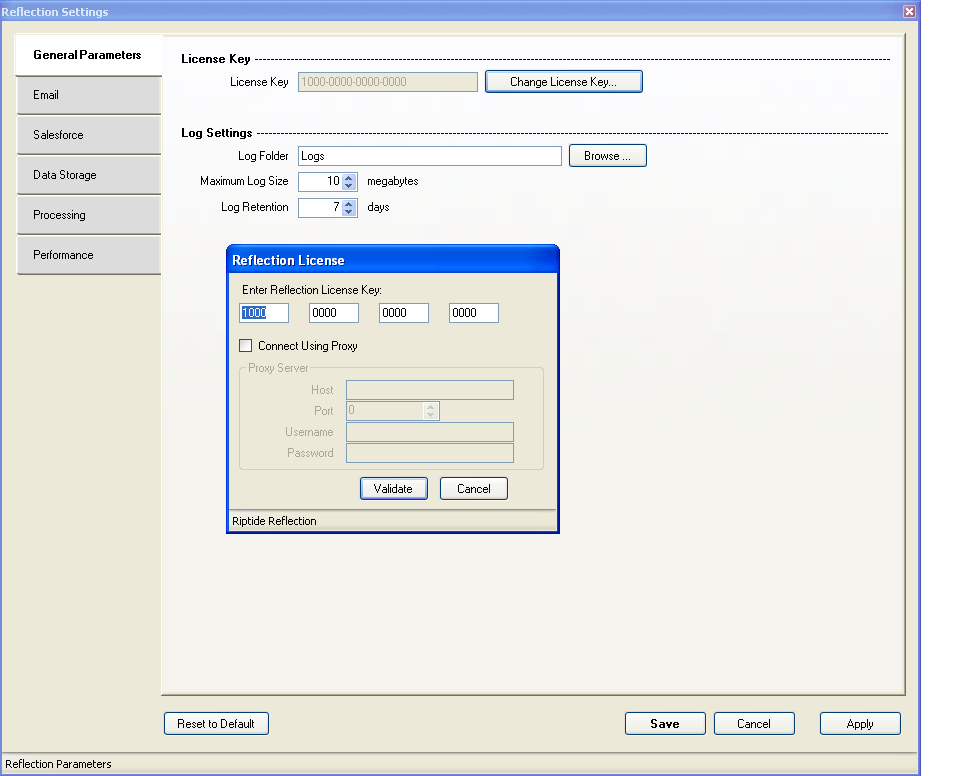 Reflection Settings
General Parameters
Email
Salesforce
Data Storage
Processing
Performance
License Key
License Key 1000-0000-0000-0000 Change License Key...
Log Settings
Log Folder Logs Browse ...
Maximum Log Size 10 megabytes
Log Retention 7 days
Reflection License
Enter Reflection License Key:
1000 0000 0000 0000
Connect Using Proxy
Proxy Server
Host
Port 0
Username
Password
Validate Cancel
Riptide Reflection
Reset to Default Save Cancel Apply
Reflection Parameters